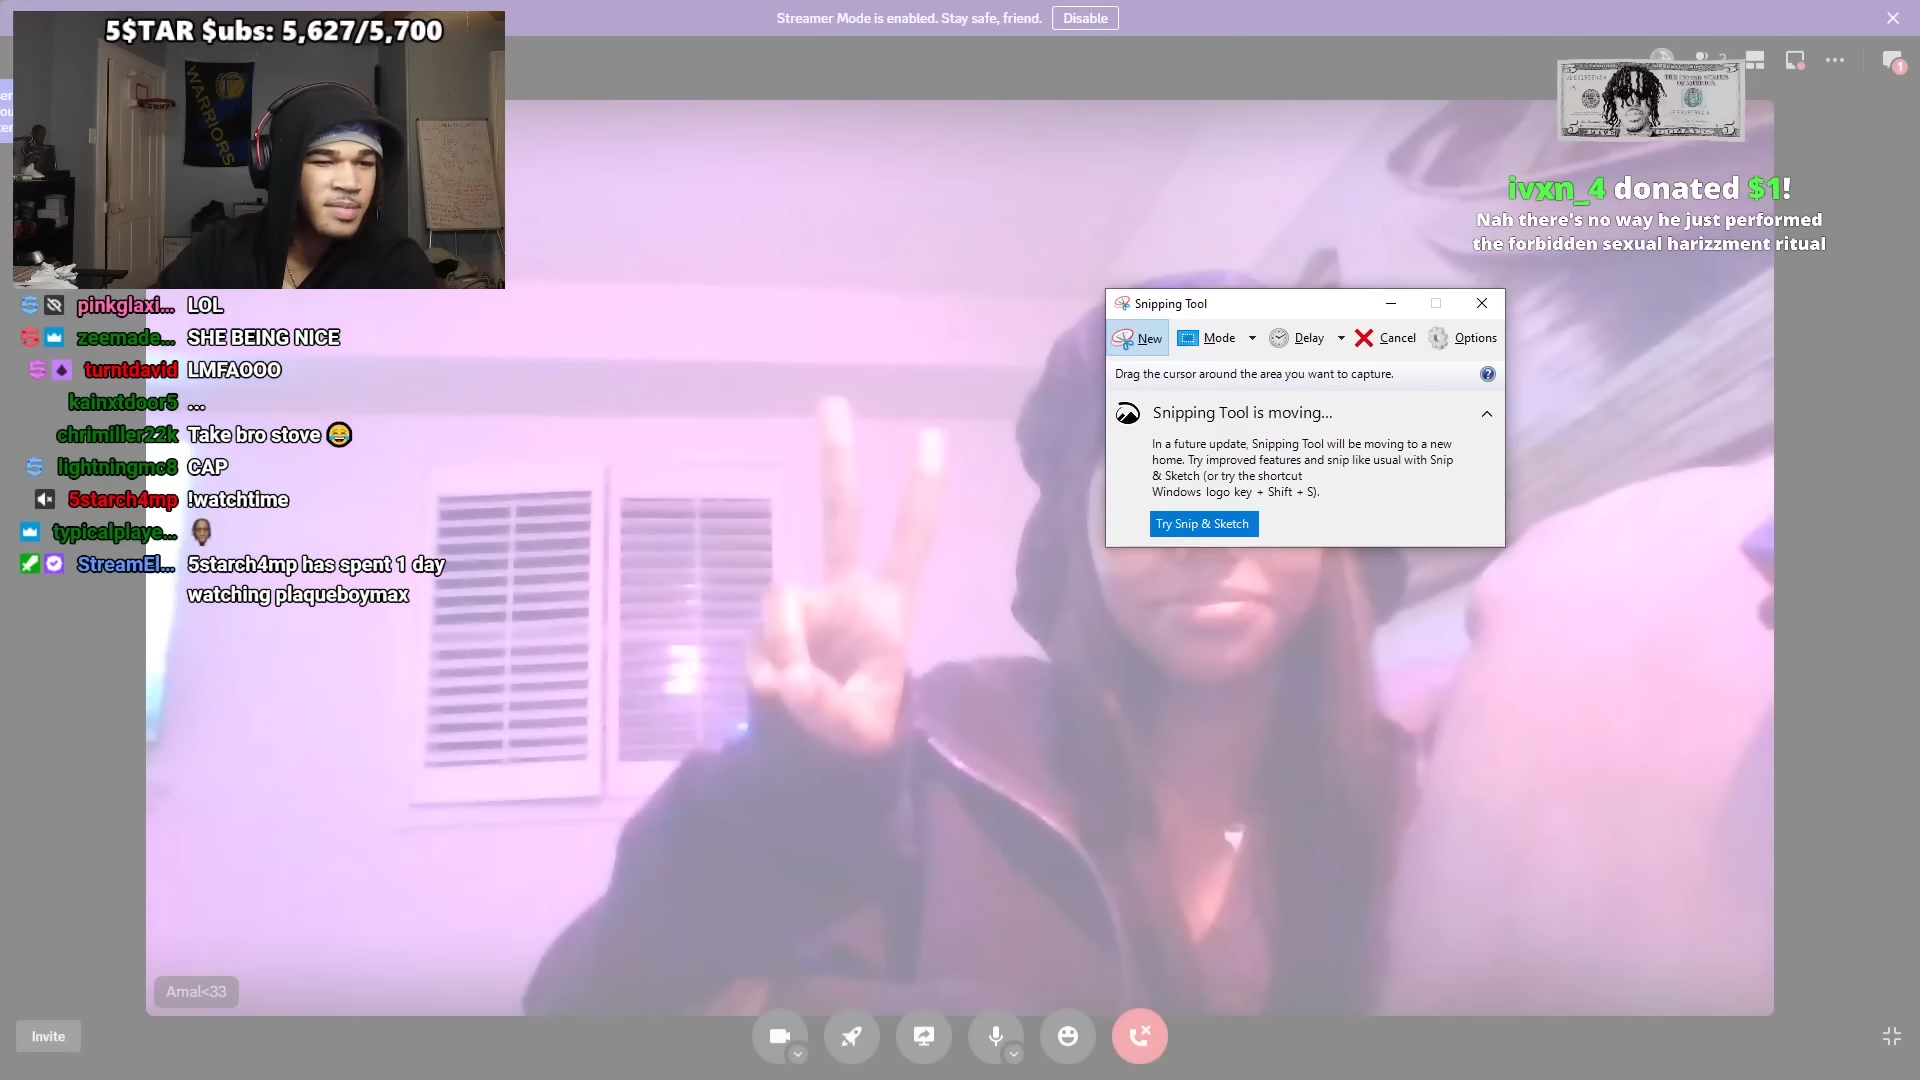 Streamer Mode is enabled. Stay safe, friend. Disable
5$TAR $ubs: 5,627/5,700
WARRIORS
1
ivxn_4 donated $1!
Nah there's no way he just performed
the forbidden sexual harizzment ritual
pinkglaxi... LOL
zeemade... SHE BEING NICE
turntdavid LMFAOOO
kainxtdoor5 ...
chrimiller22k Take bro stove 😂
lightningmc8 CAP
5starch4mp !watchtime
typicalplaye...
StreamEl... 5starch4mp has spent 1 day
watching plaqueboymax
Snipping Tool
New Mode Delay Cancel Options
Drag the cursor around the area you want to capture.
Snipping Tool is moving...
In a future update, Snipping Tool will be moving to a new
home. Try improved features and snip like usual with Snip
& Sketch (or try the shortcut
Windows logo key + Shift + S).
Try Snip & Sketch
Amal<33
Invite